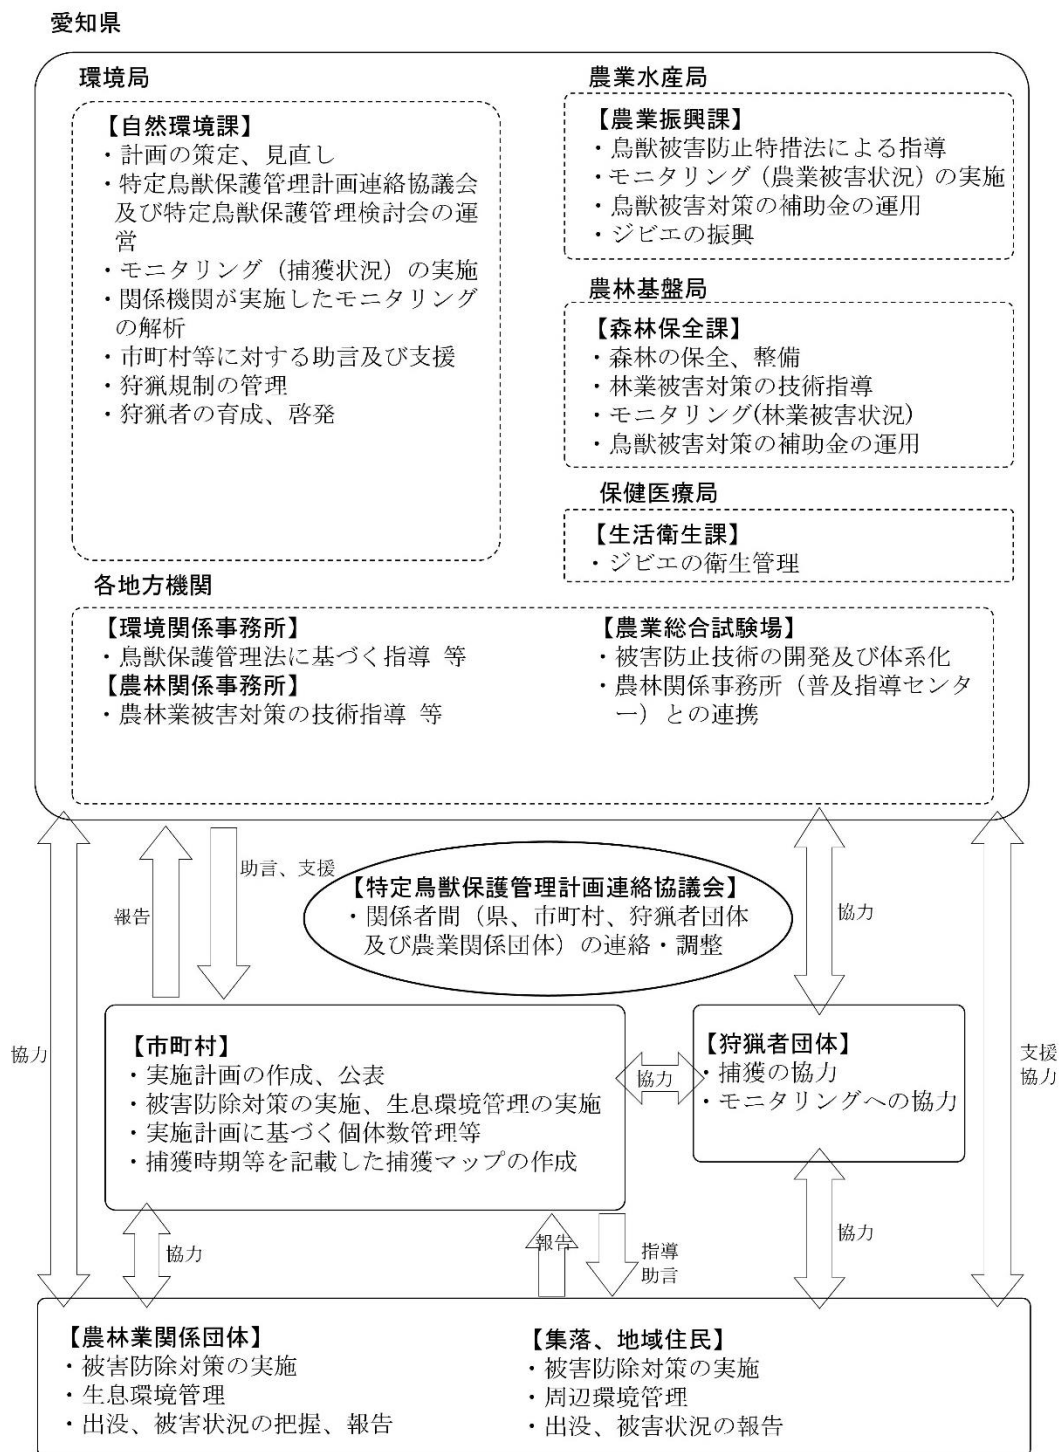 愛知県
環境局
【自然環境課】
・計画の策定、見直し
・特定鳥獣保護管理計画連絡協議会
及び特定鳥獣保護管理検討会の運
営
・モニタリング（捕獲状況）の実施
・関係機関が実施したモニタリング
の解析
・市町村等に対する助言及び支援
・狩猟規制の管理
・狩猟者の育成、啓発
農業水産局
【農業振興課】
・鳥獣被害防止特措法による指導
・モニタリング（農業被害状況）の実施
・鳥獣被害対策の補助金の運用
・ジビエの振興
農林基盤局
【森林保全課】
・森林の保全、整備
・林業被害対策の技術指導
・モニタリング(林業被害状況)
・鳥獣被害対策の補助金の運用
保健医療局
【生活衛生課】
・ジビエの衛生管理
各地方機関
【環境関係事務所】
・鳥獣保護管理法に基づく指導 等
【農林関係事務所】
・農林業被害対策の技術指導 等
【農業総合試験場】
・被害防止技術の開発及び体系化
・農林関係事務所（普及指導センタ
ー）との連携
報告
助言、支援
【特定鳥獣保護管理計画連絡協議会】
・関係者間（県、市町村、狩猟者団体
及び農業関係団体）の連絡・調整
協力
協力
【市町村】
・実施計画の作成、公表
・被害防除対策の実施、生息環境管理の実施
・実施計画に基づく個体数管理等
・捕獲時期等を記載した捕獲マップの作成
協力
【狩猟者団体】
・捕獲の協力
・モニタリングへの協力
支援
協力
協力
報告
指導
助言
協力
【農林業関係団体】
・被害防除対策の実施
・生息環境管理
・出没、被害状況の把握、報告
【集落、地域住民】
・被害防除対策の実施
・周辺環境管理
・出没、被害状況の報告